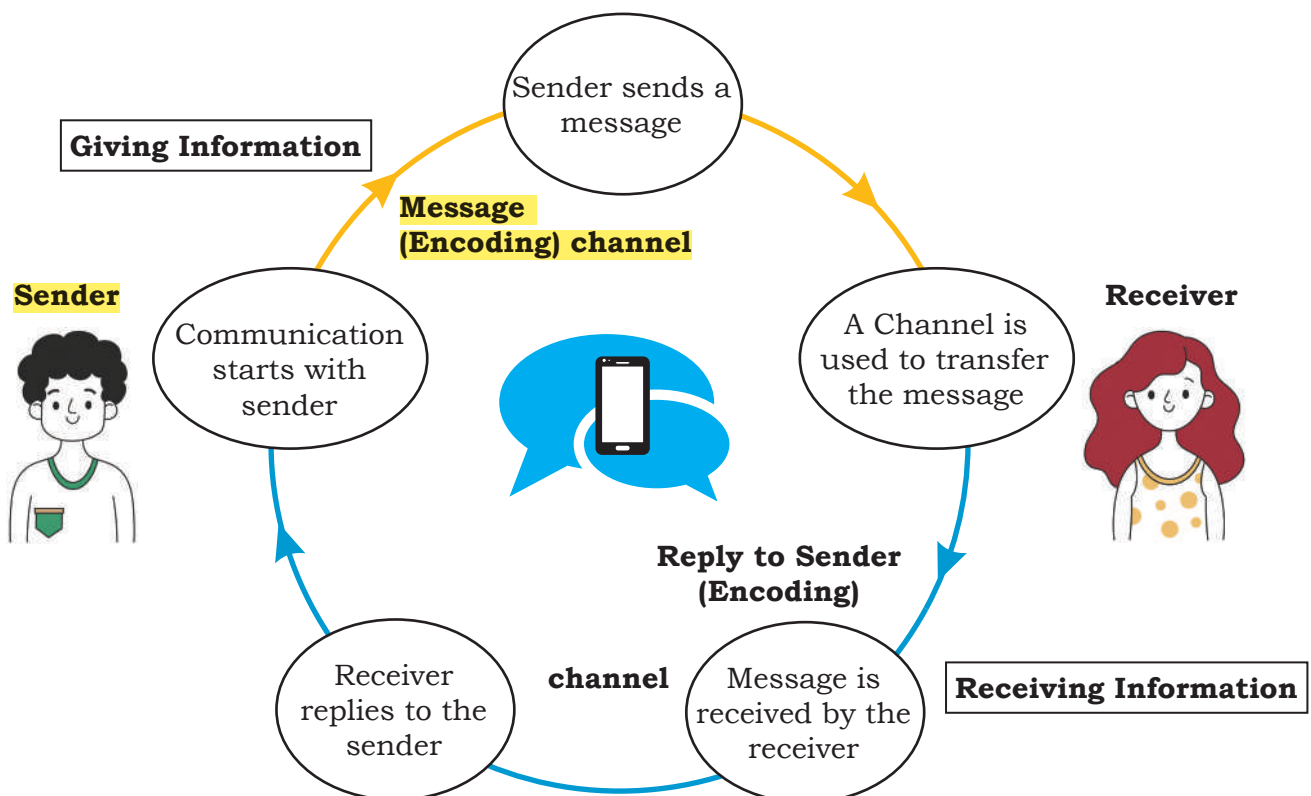 Sender sends a
message
Giving Information
Message
(Encoding) channel
Sender
Communication
starts with
sender
A Channel is
used to transfer
the message
Receiver
Reply to Sender
(Encoding)
channel
Receiver
replies to the
sender
Message is
received by the
receiver
Receiving Information